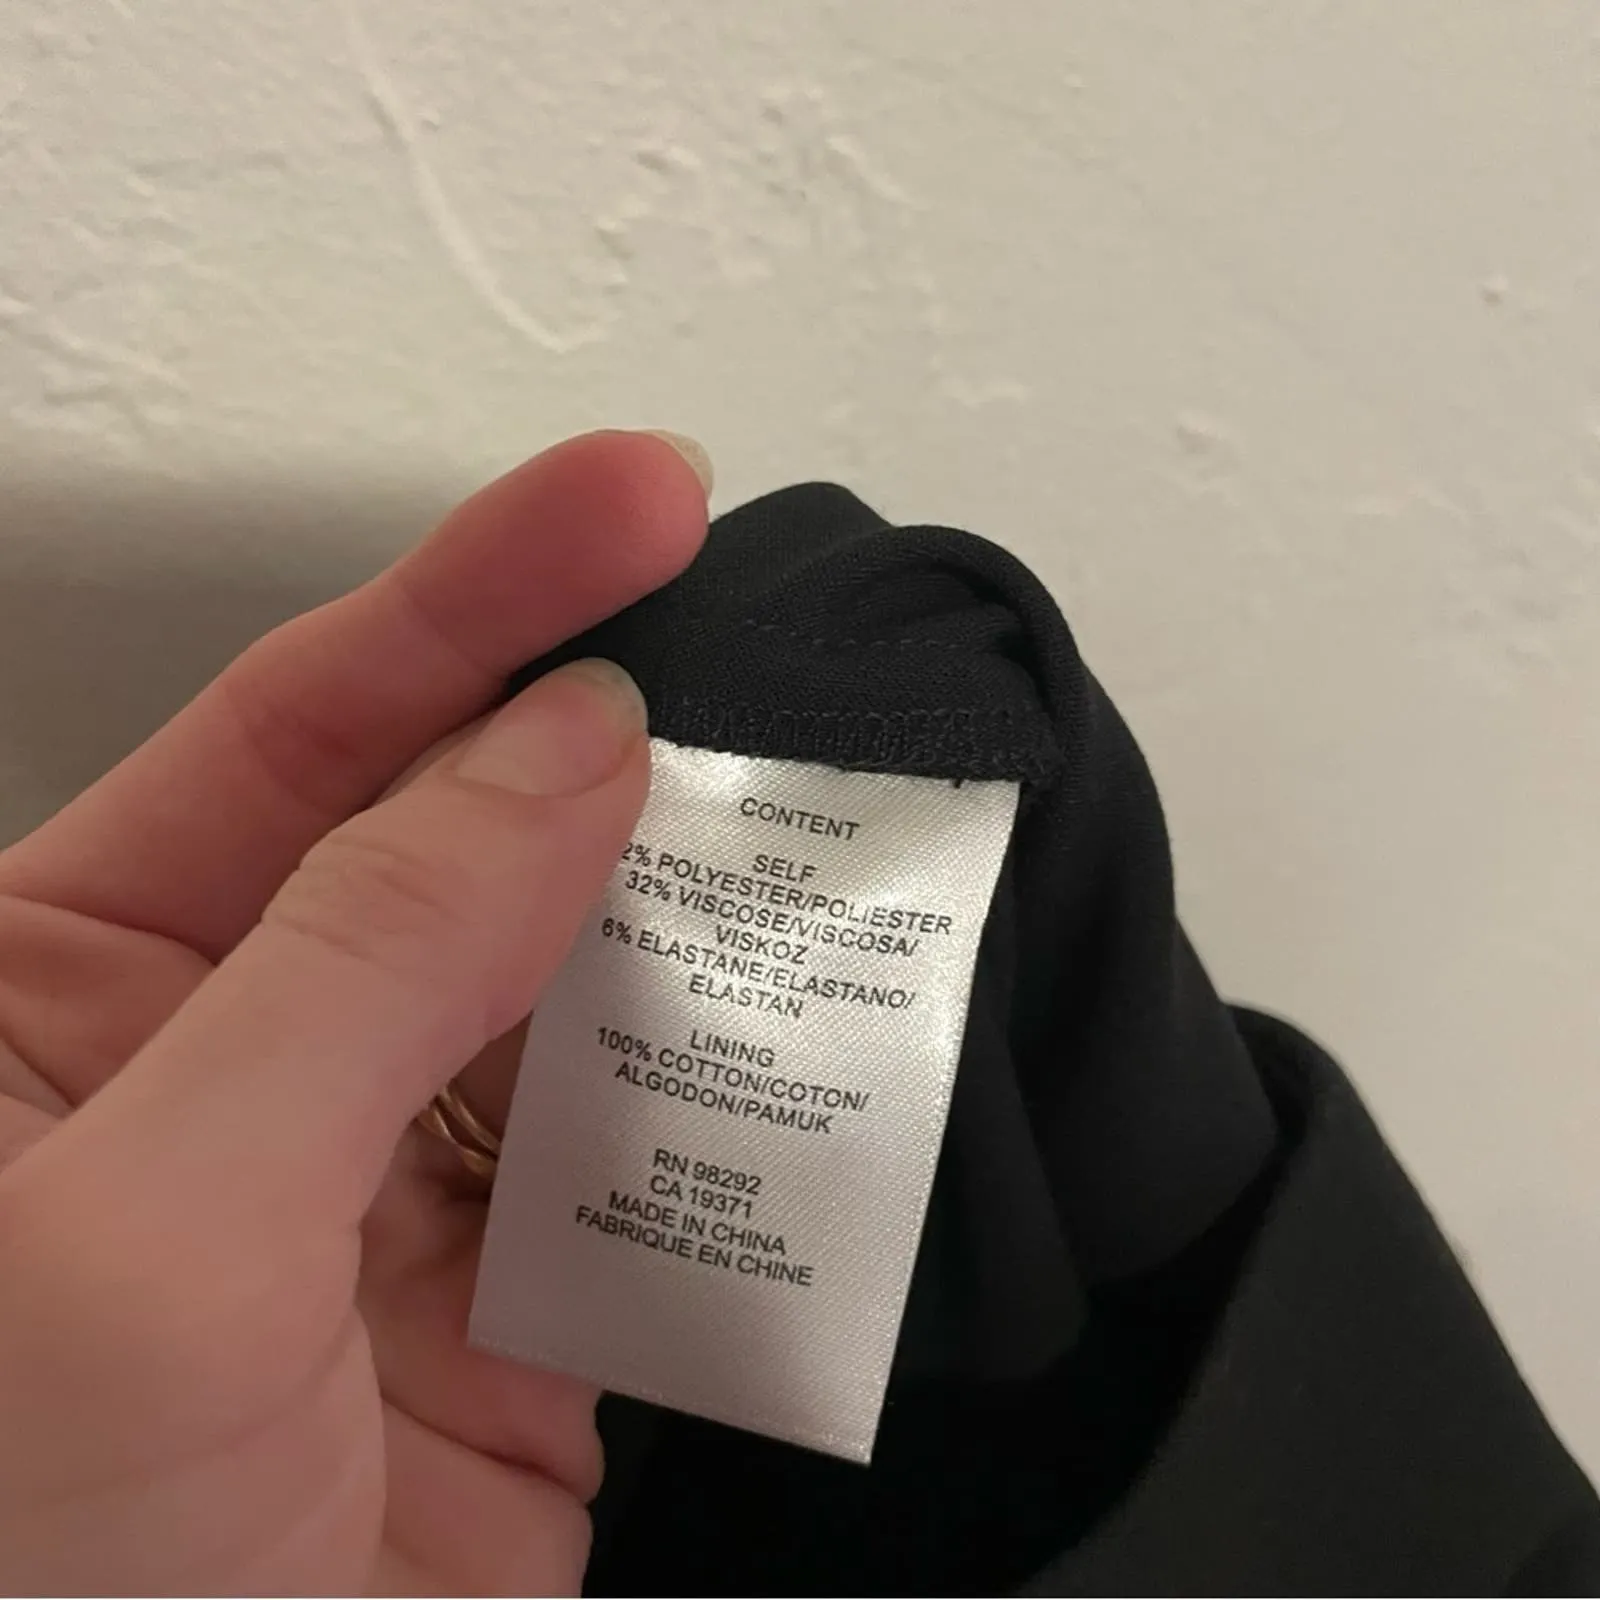 CONTENT
SELF
2% POLYESTER/POLIESTER
32% VISCOSE/VISCOSA/
VISKOZ
6% ELASTANE/ELASTANO/
ELASTAN
LINING
100% COTTON/COTON/
ALGODON/PAMUK
RN 98292
CA 19371
MADE IN CHINA
FABRIQUE EN CHINE